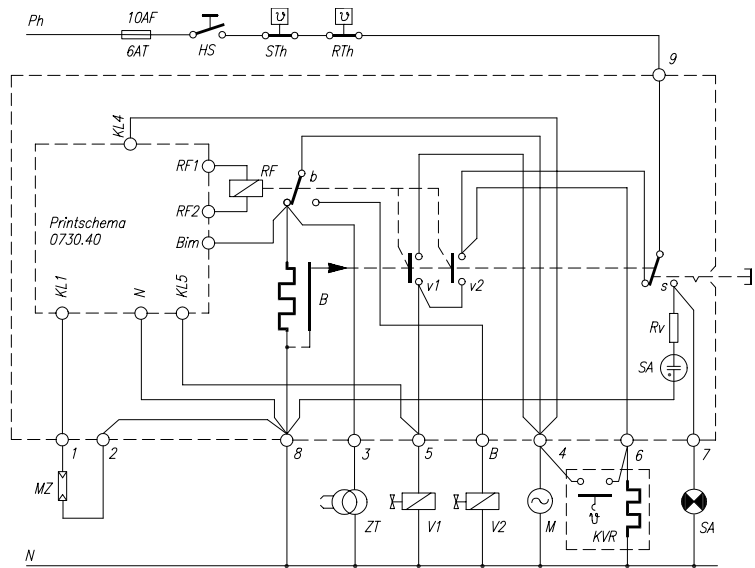 Ph
10AF
6AT
HS
STh
RTh
9
KL4
RF1
RF
b
RF2
Bim
Printschema
0730.40
KL1
N
KL5
B
v1
v2
s
Rv
SA
1
2
8
3
5
B
4
6
7
MZ
ZT
V1
V2
M
KVR
SA
N